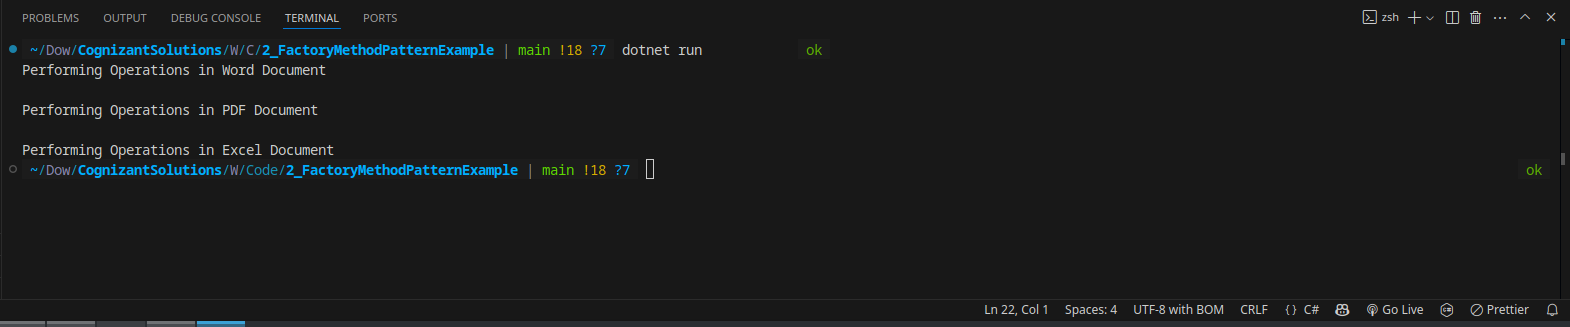 PROBLEMS OUTPUT DEBUG CONSOLE TERMINAL PORTS zsh
~/Dow/CognizantSolutions/W/C/2_FactoryMethodPatternExample | main !18 ?7 dotnet run ok
Performing Operations in Word Document
Performing Operations in PDF Document
Performing Operations in Excel Document
~/Dow/CognizantSolutions/W/Code/2_FactoryMethodPatternExample | main !18 ?7 ok
Ln 22, Col 1 Spaces: 4 UTF-8 with BOM CRLF {} C# Go Live Prettier